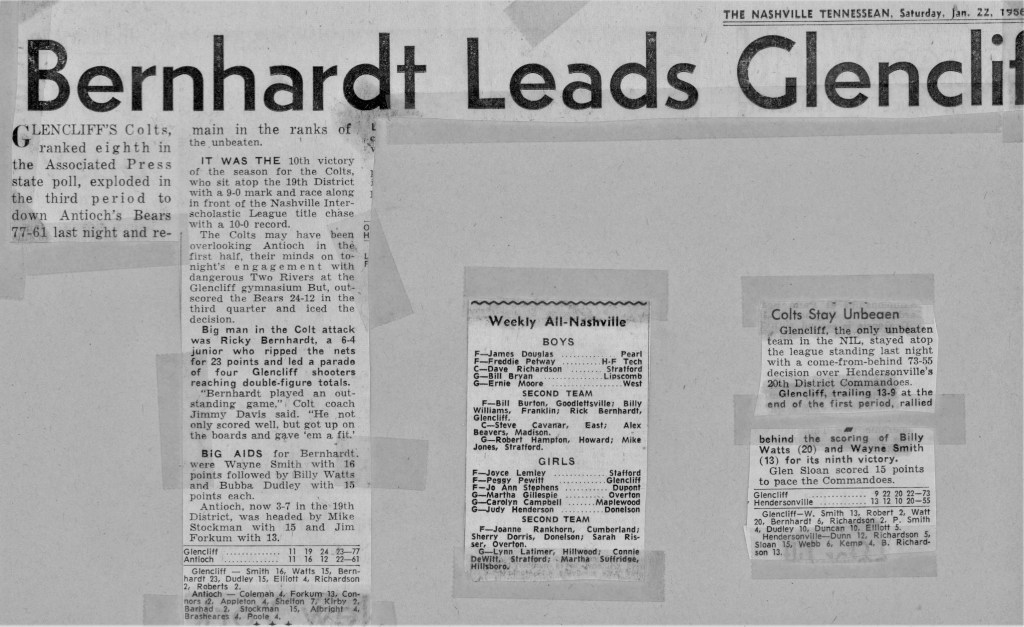 THE NASHVILLE TENNESSEAN, Saturday, Jan. 22, 1966
Bernhardt Leads Glenclif
GLENCLIFF'S Colts,
ranked eighth in
the Associated Press
state poll, exploded in
the third period to
down Antioch's Bears
77-61 last night and re-
main in the ranks of
the unbeaten.
IT WAS THE 10th victory
of the season for the Colts,
who sit atop the 19th District
with a 9-0 mark and race along
in front of the Nashville Inter-
scholastic League title chase
with a 10-0 record.
The Colts may have been
overlooking Antioch in the
first half, their minds on to-
night's engagement with
dangerous Two Rivers at the
Glencliff gymnasium But, out-
scored the Bears 24-12 in the
third quarter and iced the
decision.
Big man in the Colt attack
was Ricky Bernhardt, a 6-4
junior who ripped the nets
for 23 points and led a parade
of four Glencliff shooters
reaching double-figure totals.
"Bernhardt played an out-
standing game," Colt coach
Jimmy Davis said. "He not
only scored well, but got up on
the boards and gave 'em a fit.'
BIG AIDS for Bernhardt
were Wayne Smith with 16
points followed by Billy Watts
and Bubba Dudley with 15
points each.
Antioch, now 3-7 in the 19th
District, was headed by Mike
Stockman with 15 and Jim
Forkum with 13.
Glencliff .............. 11 19 24 23—77
Antioch ............... 11 16 12 22—61
Glencliff — Smith 16, Watts 15, Bern-
hardt 23, Dudley 15, Elliott 4, Richardson
2, Roberts 2.
Antioch — Coleman 4, Forkum 13, Con-
nors 2, Appleton 4, Shelton 7, Kirby 2,
Barhad 2, Stockman 15, Albright 4,
Brasheares 4, Poole 4.
Weekly All-Nashville
BOYS
F—James Douglas .......... Pearl
F—Freddie Petway ........ H-F Tech
C—Dave Richardson ...... Stratford
G—Bill Bryan .......... Lipscomb
G—Ernie Moore ............ West
SECOND TEAM
F—Bill Burton, Goodlettsville; Billy
Williams, Franklin; Rick Bernhardt,
Glencliff.
C—Steve Cavanar, East; Alex
Beavers, Madison.
G—Robert Hampton, Howard; Mike
Jones, Stratford.
GIRLS
F—Joyce Lemley .......... Stafford
F—Peggy Pewitt .......... Glencliff
F—Jo Ann Stephens ........ Dupont
G—Martha Gillespie ........ Overton
G—Carolyn Campbell ...... Maplewood
G—Judy Henderson ........ Donelson
SECOND TEAM
F—Joanne Rankhorn, Cumberland;
Sherry Dorris, Donelson; Sarah Ris-
ser, Overton.
G—Lynn Latimer, Hillwood; Connie
DeWitt, Stratford; Martha Suffridge,
Hillsboro.
Colts Stay Unbeaen
Glencliff, the only unbeaten
team in the NIL, stayed atop
the league standing last night
with a come-from-behind 73-55
decision over Hendersonville's
20th District Commandoes.
Glencliff, trailing 13-9 at the
end of the first period, rallied
behind the scoring of Billy
Watts (20) and Wayne Smith
(13) for its ninth victory.
Glen Sloan scored 15 points
to pace the Commandoes.
Glencliff .................. 9 22 20 22—73
Hendersonville ............ 13 12 10 20—55
Glencliff—W. Smith 13, Robert 2, Watt
20, Bernhardt 6, Richardson 2, P. Smith
4, Dudley 10, Duncan 10, Elliott 5.
Hendersonville—Dunn 12, Richardson 5,
Sloan 15, Webb 6, Kemp 4, B. Richard-
son 13.